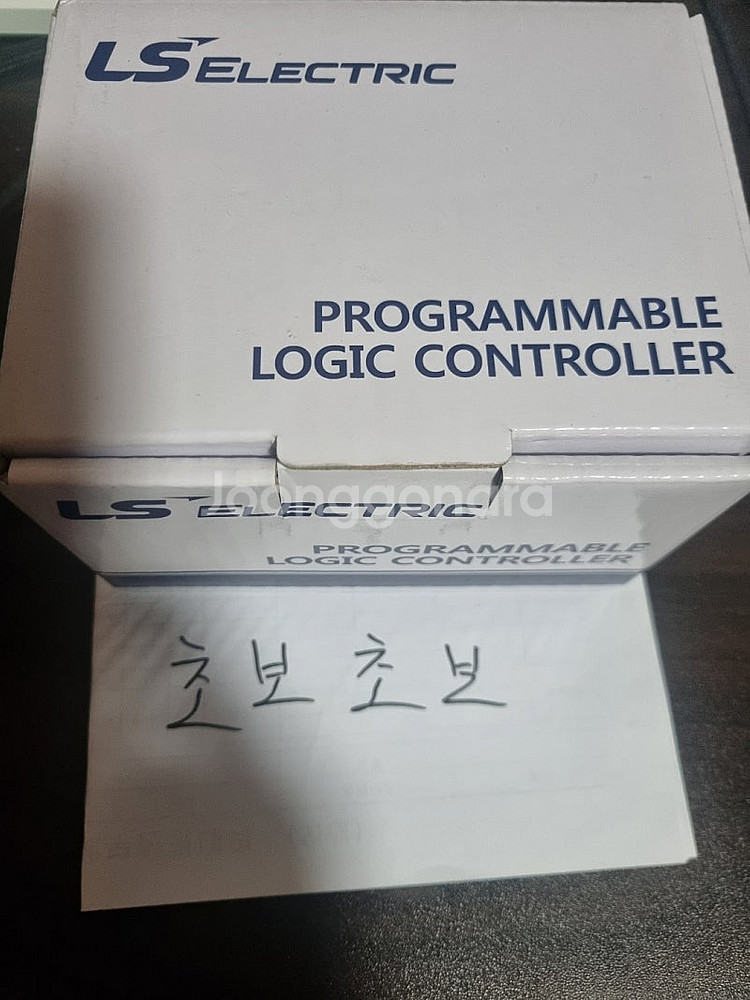 LS ELECTRIC
PROGRAMMABLE
LOGIC CONTROLLER
Joonggonara
LS ELECTRIC
PROGRAMMABLE
LOGIC CONTROLLER
초보초보